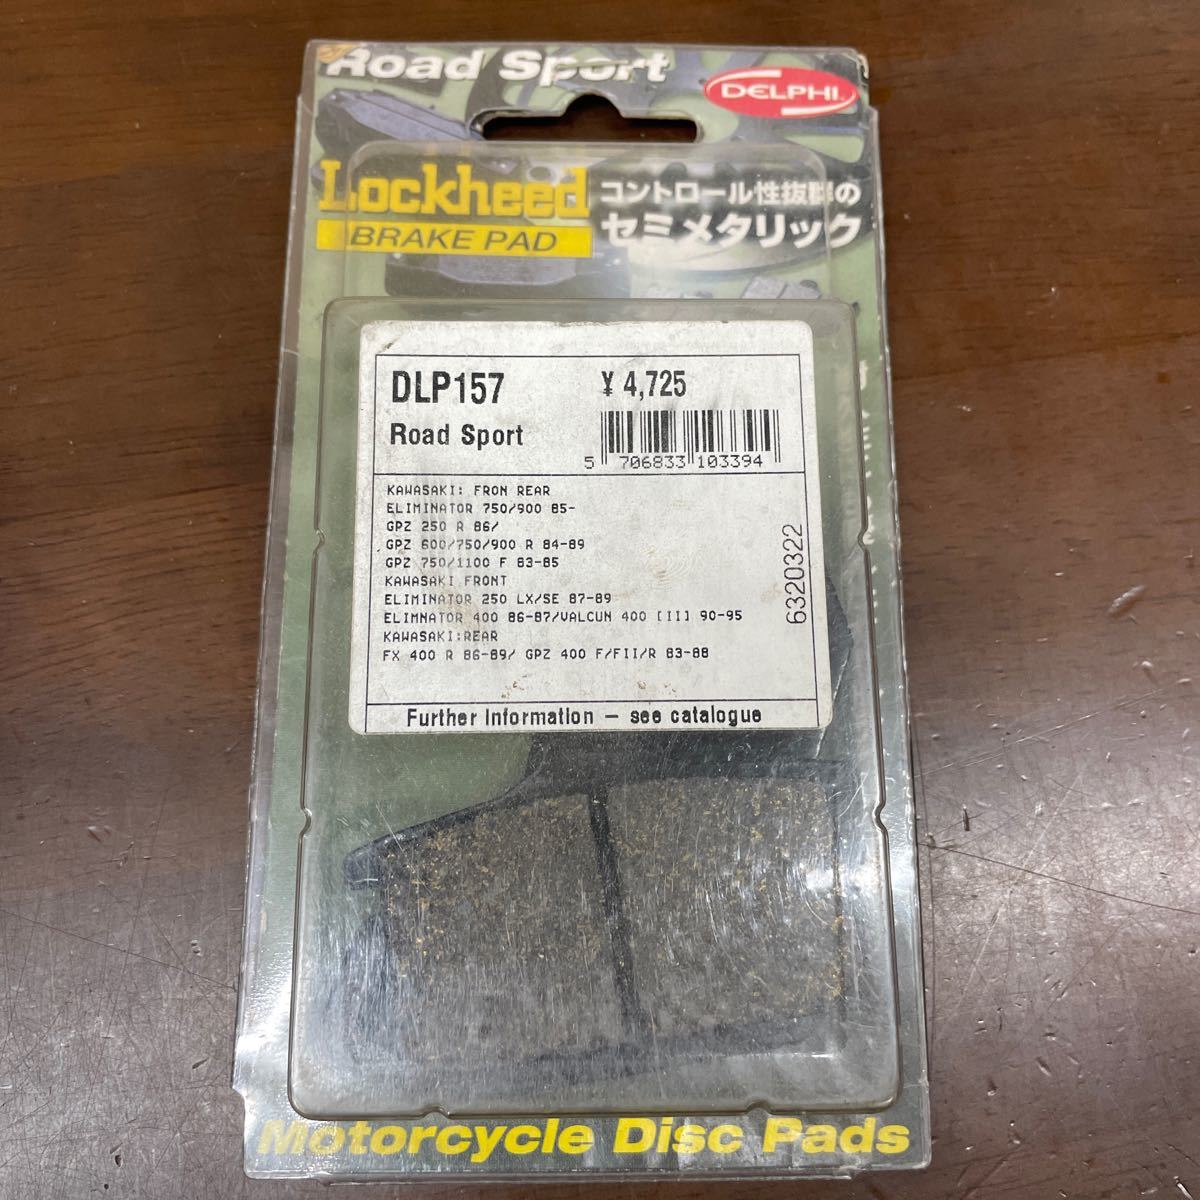 Road Sport
DELPHI
Lockheed
BRAKE PAD
コントロール性抜群の
セミメタリック
DLP157
¥ 4,725
Road Sport
5 706833 103394
KAWASAKI: FRON REAR
ELIMINATOR 750/900 85-
GPZ 250 R 86/
GPZ 600/750/900 R 84-89
GPZ 750/1100 F 83-85
KAWASAKI FRONT
ELIMINATOR 250 LX/SE 87-89
ELIMNATOR 400 86-87/VALCUN 400 [II] 90-95
KAWASAKI:REAR
FX 400 R 86-89/ GPZ 400 F/FII/R 83-88
6320322
Further Information – see catalogue
Motorcycle Disc Pads